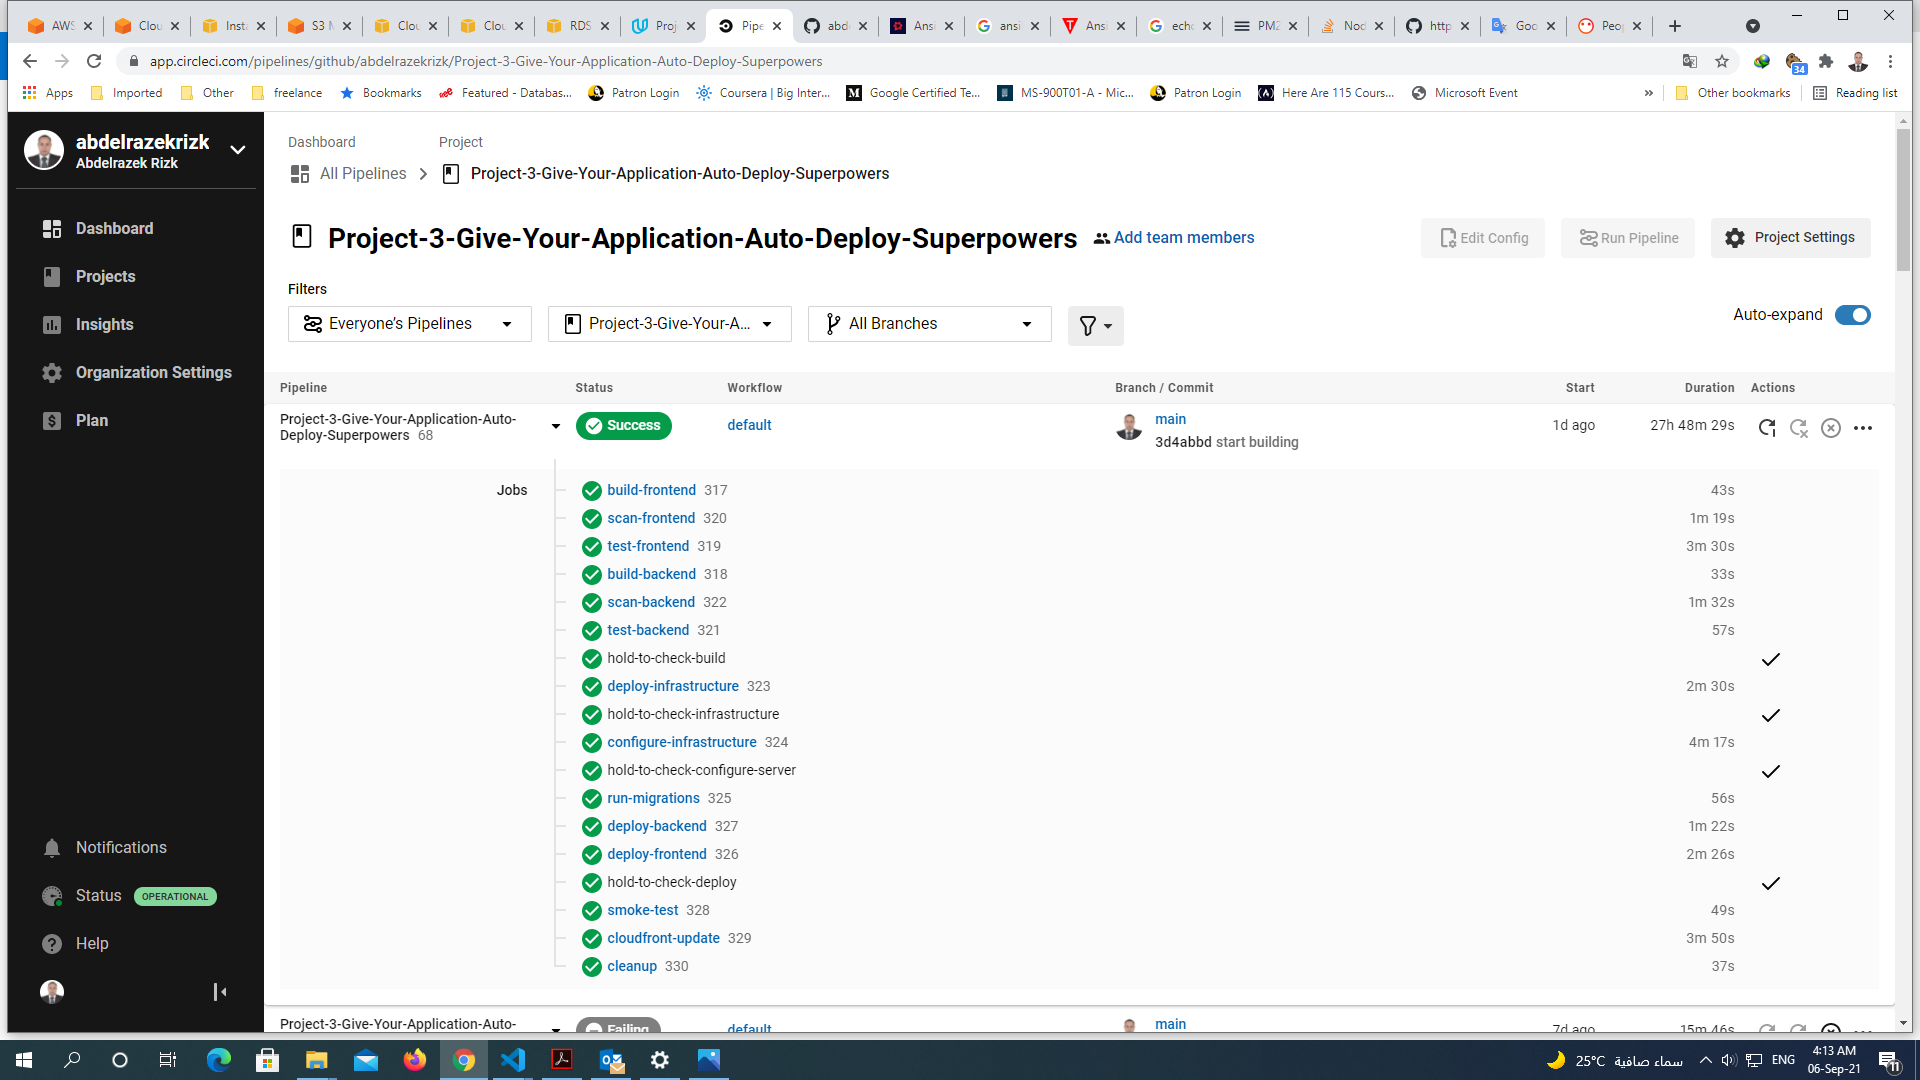 AWS
Clou
Insta
S3 M
Clou
Clou
RDS
Proj
Pipe
abde
Ansi
ansi
Ansi
echo
PM2
Nod
http
Goo
Peo
app.circleci.com/pipelines/github/abdelrazekrizk/Project-3-Give-Your-Application-Auto-Deploy-Superpowers
34
Apps
Imported
Other
freelance
Bookmarks
Featured - Databas...
Patron Login
Coursera | Big Inter...
Google Certified Te...
MS-900T01-A - Mic...
Patron Login
Here Are 115 Cours...
Microsoft Event
»
Other bookmarks
Reading list
abdelrazekrizk
Abdelrazek Rizk
Dashboard
Projects
Insights
Organization Settings
Plan
Notifications
Status OPERATIONAL
Help
Dashboard
Project
All Pipelines
Project-3-Give-Your-Application-Auto-Deploy-Superpowers
Project-3-Give-Your-Application-Auto-Deploy-Superpowers
Add team members
Edit Config
Run Pipeline
Project Settings
Filters
Everyone's Pipelines
Project-3-Give-Your-A...
All Branches
Auto-expand
Pipeline Status Workflow Branch / Commit Start Duration Actions
Project-3-Give-Your-Application-Auto-
Deploy-Superpowers 68
Success
default
main
3d4abbd start building
1d ago
27h 48m 29s
Jobs
build-frontend 317 43s
scan-frontend 320 1m 19s
test-frontend 319 3m 30s
build-backend 318 33s
scan-backend 322 1m 32s
test-backend 321 57s
hold-to-check-build
deploy-infrastructure 323 2m 30s
hold-to-check-infrastructure
configure-infrastructure 324 4m 17s
hold-to-check-configure-server
run-migrations 325 56s
deploy-backend 327 1m 22s
deploy-frontend 326 2m 26s
hold-to-check-deploy
smoke-test 328 49s
cloudfront-update 329 3m 50s
cleanup 330 37s
Project-3-Give-Your-Application-Auto-
Failing
default
main
7d ago
15m 46s
25°C سماء صافية
ENG
4:13 AM
06-Sep-21
11